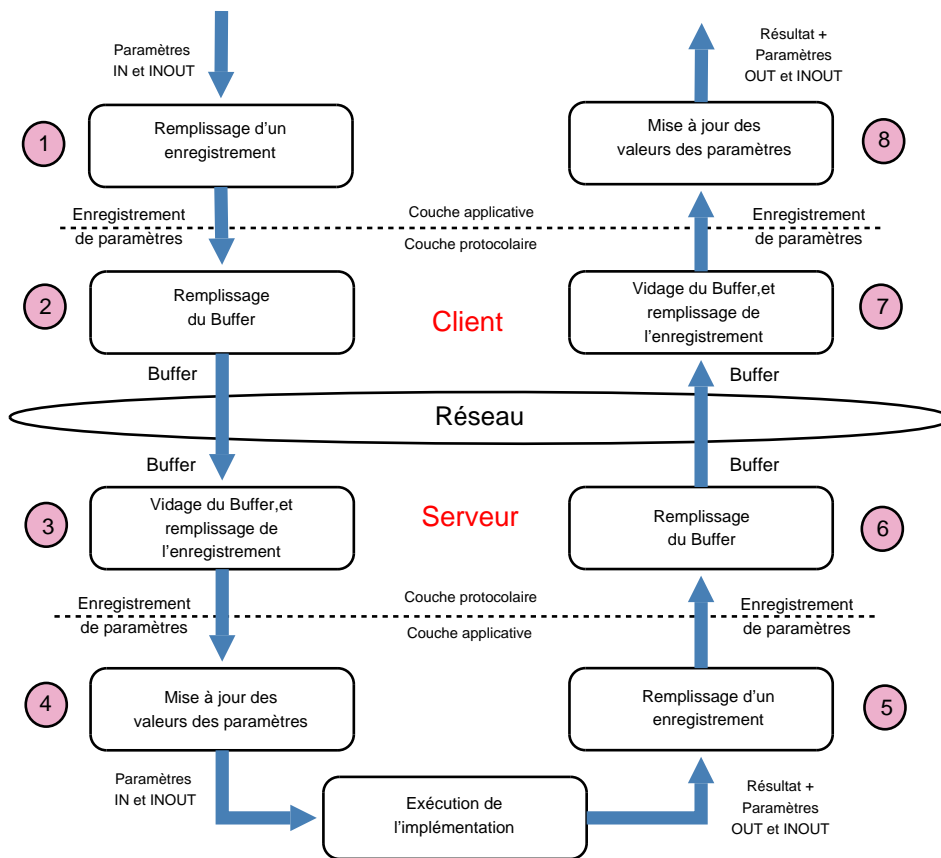 Paramètres
IN et INOUT
Résultat +
Paramètres
OUT et INOUT
1
Remplissage d'un
enregistrement
Mise à jour des
valeurs des paramètres
8
Enregistrement
de paramètres
Couche applicative
Couche protocolaire
Enregistrement
de paramètres
2
Remplissage
du Buffer
Client
Vidage du Buffer,et
remplissage de
l'enregistrement
7
Buffer
Buffer
Réseau
Buffer
Buffer
3
Vidage du Buffer,et
remplissage de
l'enregistrement
Serveur
Remplissage
du Buffer
6
Enregistrement
de paramètres
Couche protocolaire
Couche applicative
Enregistrement
de paramètres
4
Mise à jour des
valeurs des paramètres
Remplissage d'un
enregistrement
5
Paramètres
IN et INOUT
Exécution de
l'implémentation
Résultat +
Paramètres
OUT et INOUT